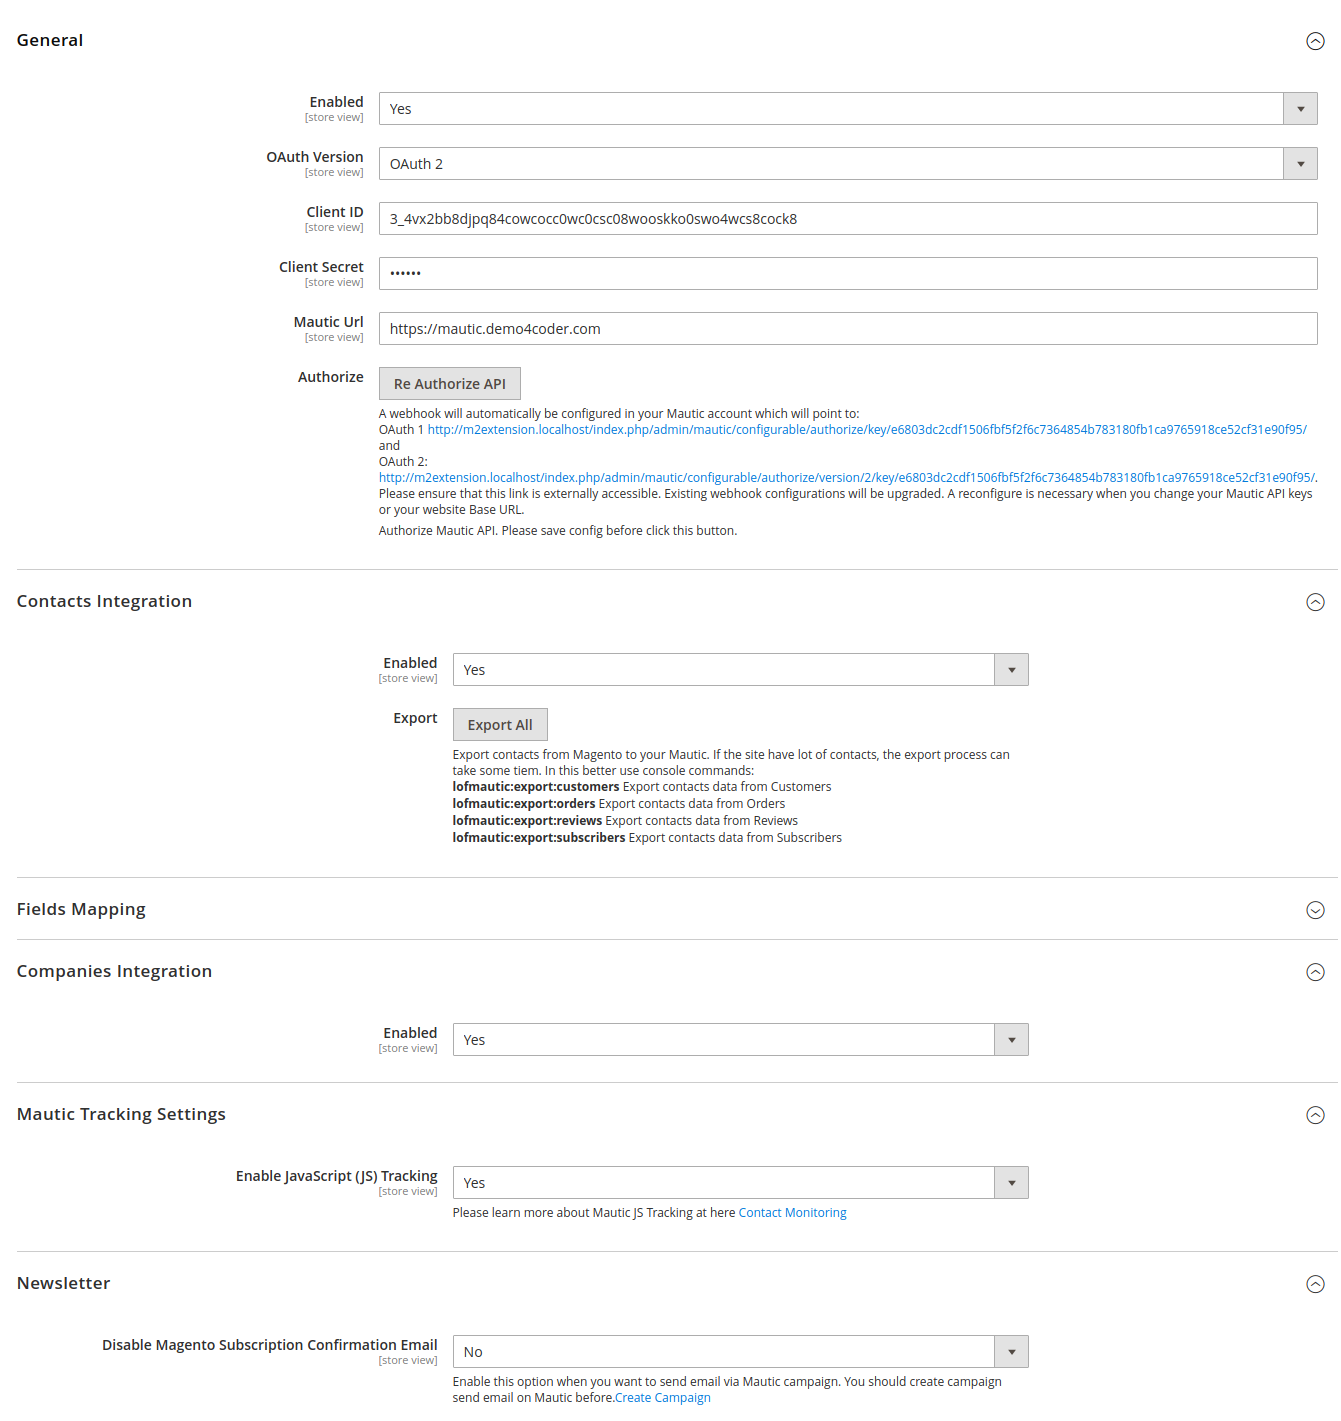 General
Enabled
[store view]
Yes
OAuth Version
[store view]
OAuth 2
Client ID
[store view]
3_4vx2bb8djpq84cowcocc0wc0csc08wooskko0swo4wcs8cock8
Client Secret
[store view]
••••••
Mautic Url
[store view]
https://mautic.demo4coder.com
Authorize
Re Authorize API
A webhook will automatically be configured in your Mautic account which will point to:
OAuth 1 http://m2extension.localhost/index.php/admin/mautic/configurable/authorize/key/e6803dc2cdf1506fbf5f2f6c7364854b783180fb1ca9765918ce52cf31e90f95/
and
OAuth 2:
http://m2extension.localhost/index.php/admin/mautic/configurable/authorize/version/2/key/e6803dc2cdf1506fbf5f2f6c7364854b783180fb1ca9765918ce52cf31e90f95/.
Please ensure that this link is externally accessible. Existing webhook configurations will be upgraded. A reconfigure is necessary when you change your Mautic API keys
or your website Base URL.
Authorize Mautic API. Please save config before click this button.
Contacts Integration
Enabled
[store view]
Yes
Export
Export All
Export contacts from Magento to your Mautic. If the site have lot of contacts, the export process can
take some tiem. In this better use console commands:
lofmautic:export:customers Export contacts data from Customers
lofmautic:export:orders Export contacts data from Orders
lofmautic:export:reviews Export contacts data from Reviews
lofmautic:export:subscribers Export contacts data from Subscribers
Fields Mapping
Companies Integration
Enabled
[store view]
Yes
Mautic Tracking Settings
Enable JavaScript (JS) Tracking
[store view]
Yes
Please learn more about Mautic JS Tracking at here Contact Monitoring
Newsletter
Disable Magento Subscription Confirmation Email
[store view]
No
Enable this option when you want to send email via Mautic campaign. You should create campaign
send email on Mautic before.Create Campaign